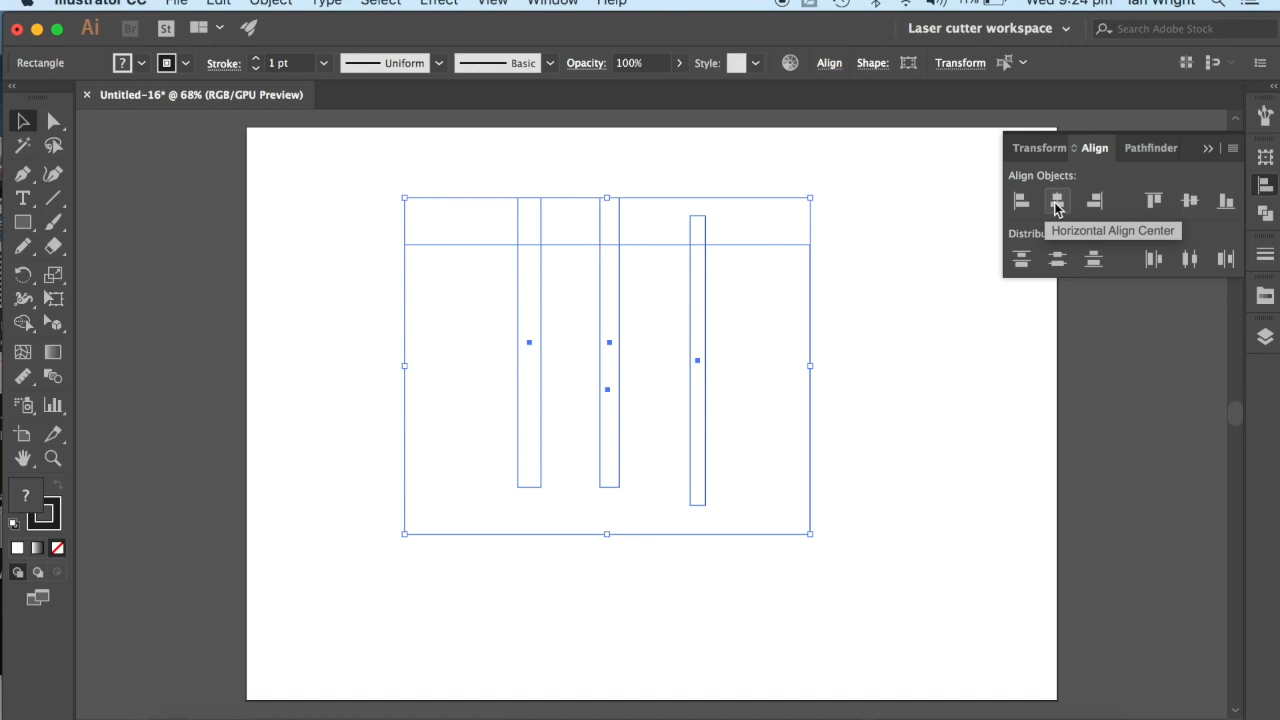 Illustrator CC File Edit Object Type Select Effect View Window Help 11% Wed 9:24 pm Ian Wright
Ai Br St Laser cutter workspace Search Adobe Stock
Rectangle ? Stroke: 1 pt Uniform Basic Opacity: 100% Style: Align Shape: Transform
× Untitled-16* @ 68% (RGB/GPU Preview)
Transform Align Pathfinder
Align Objects:
Distribu
Horizontal Align Center
T
?